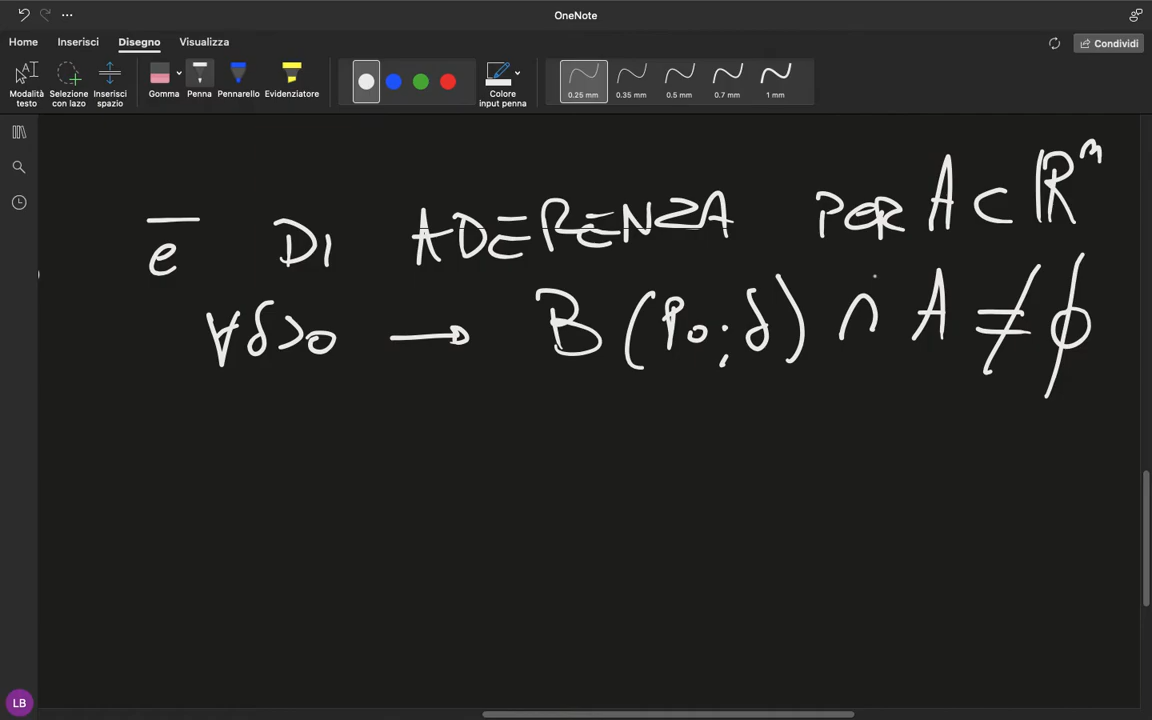 OneNote
Home Inserisci Disegno Visualizza
Condividi
Modalità testo
Selezione con lazo
Inserisci spazio
Gomma
Penna
Pennarello
Evidenziatore
Colore input penna
0.25 mm
0.35 mm
0.5 mm
0.7 mm
1 mm
e DI ADERENZA PER A ⊂ ℝⁿ
∀δ>0 → B(P₀;δ) ∩ A ≠ ∅
LB